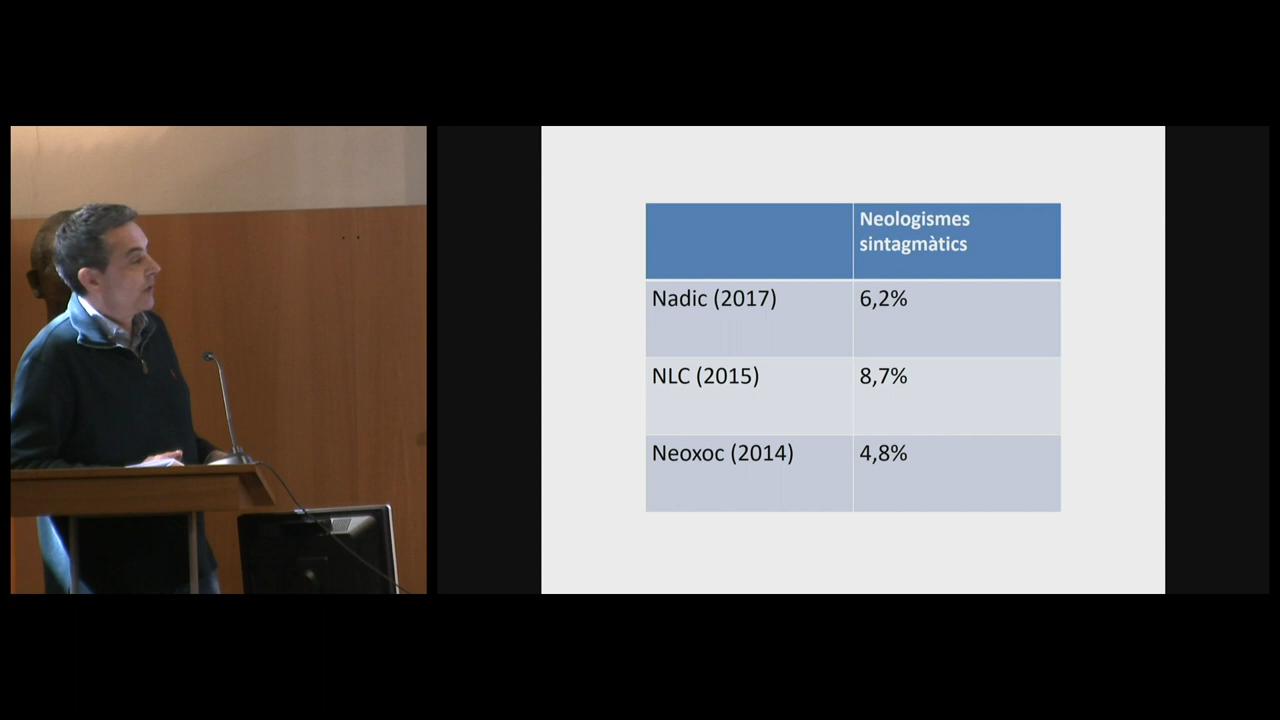 Neologismes
sintagmàtics
Nadic (2017) 6,2%
NLC (2015) 8,7%
Neoxoc (2014) 4,8%